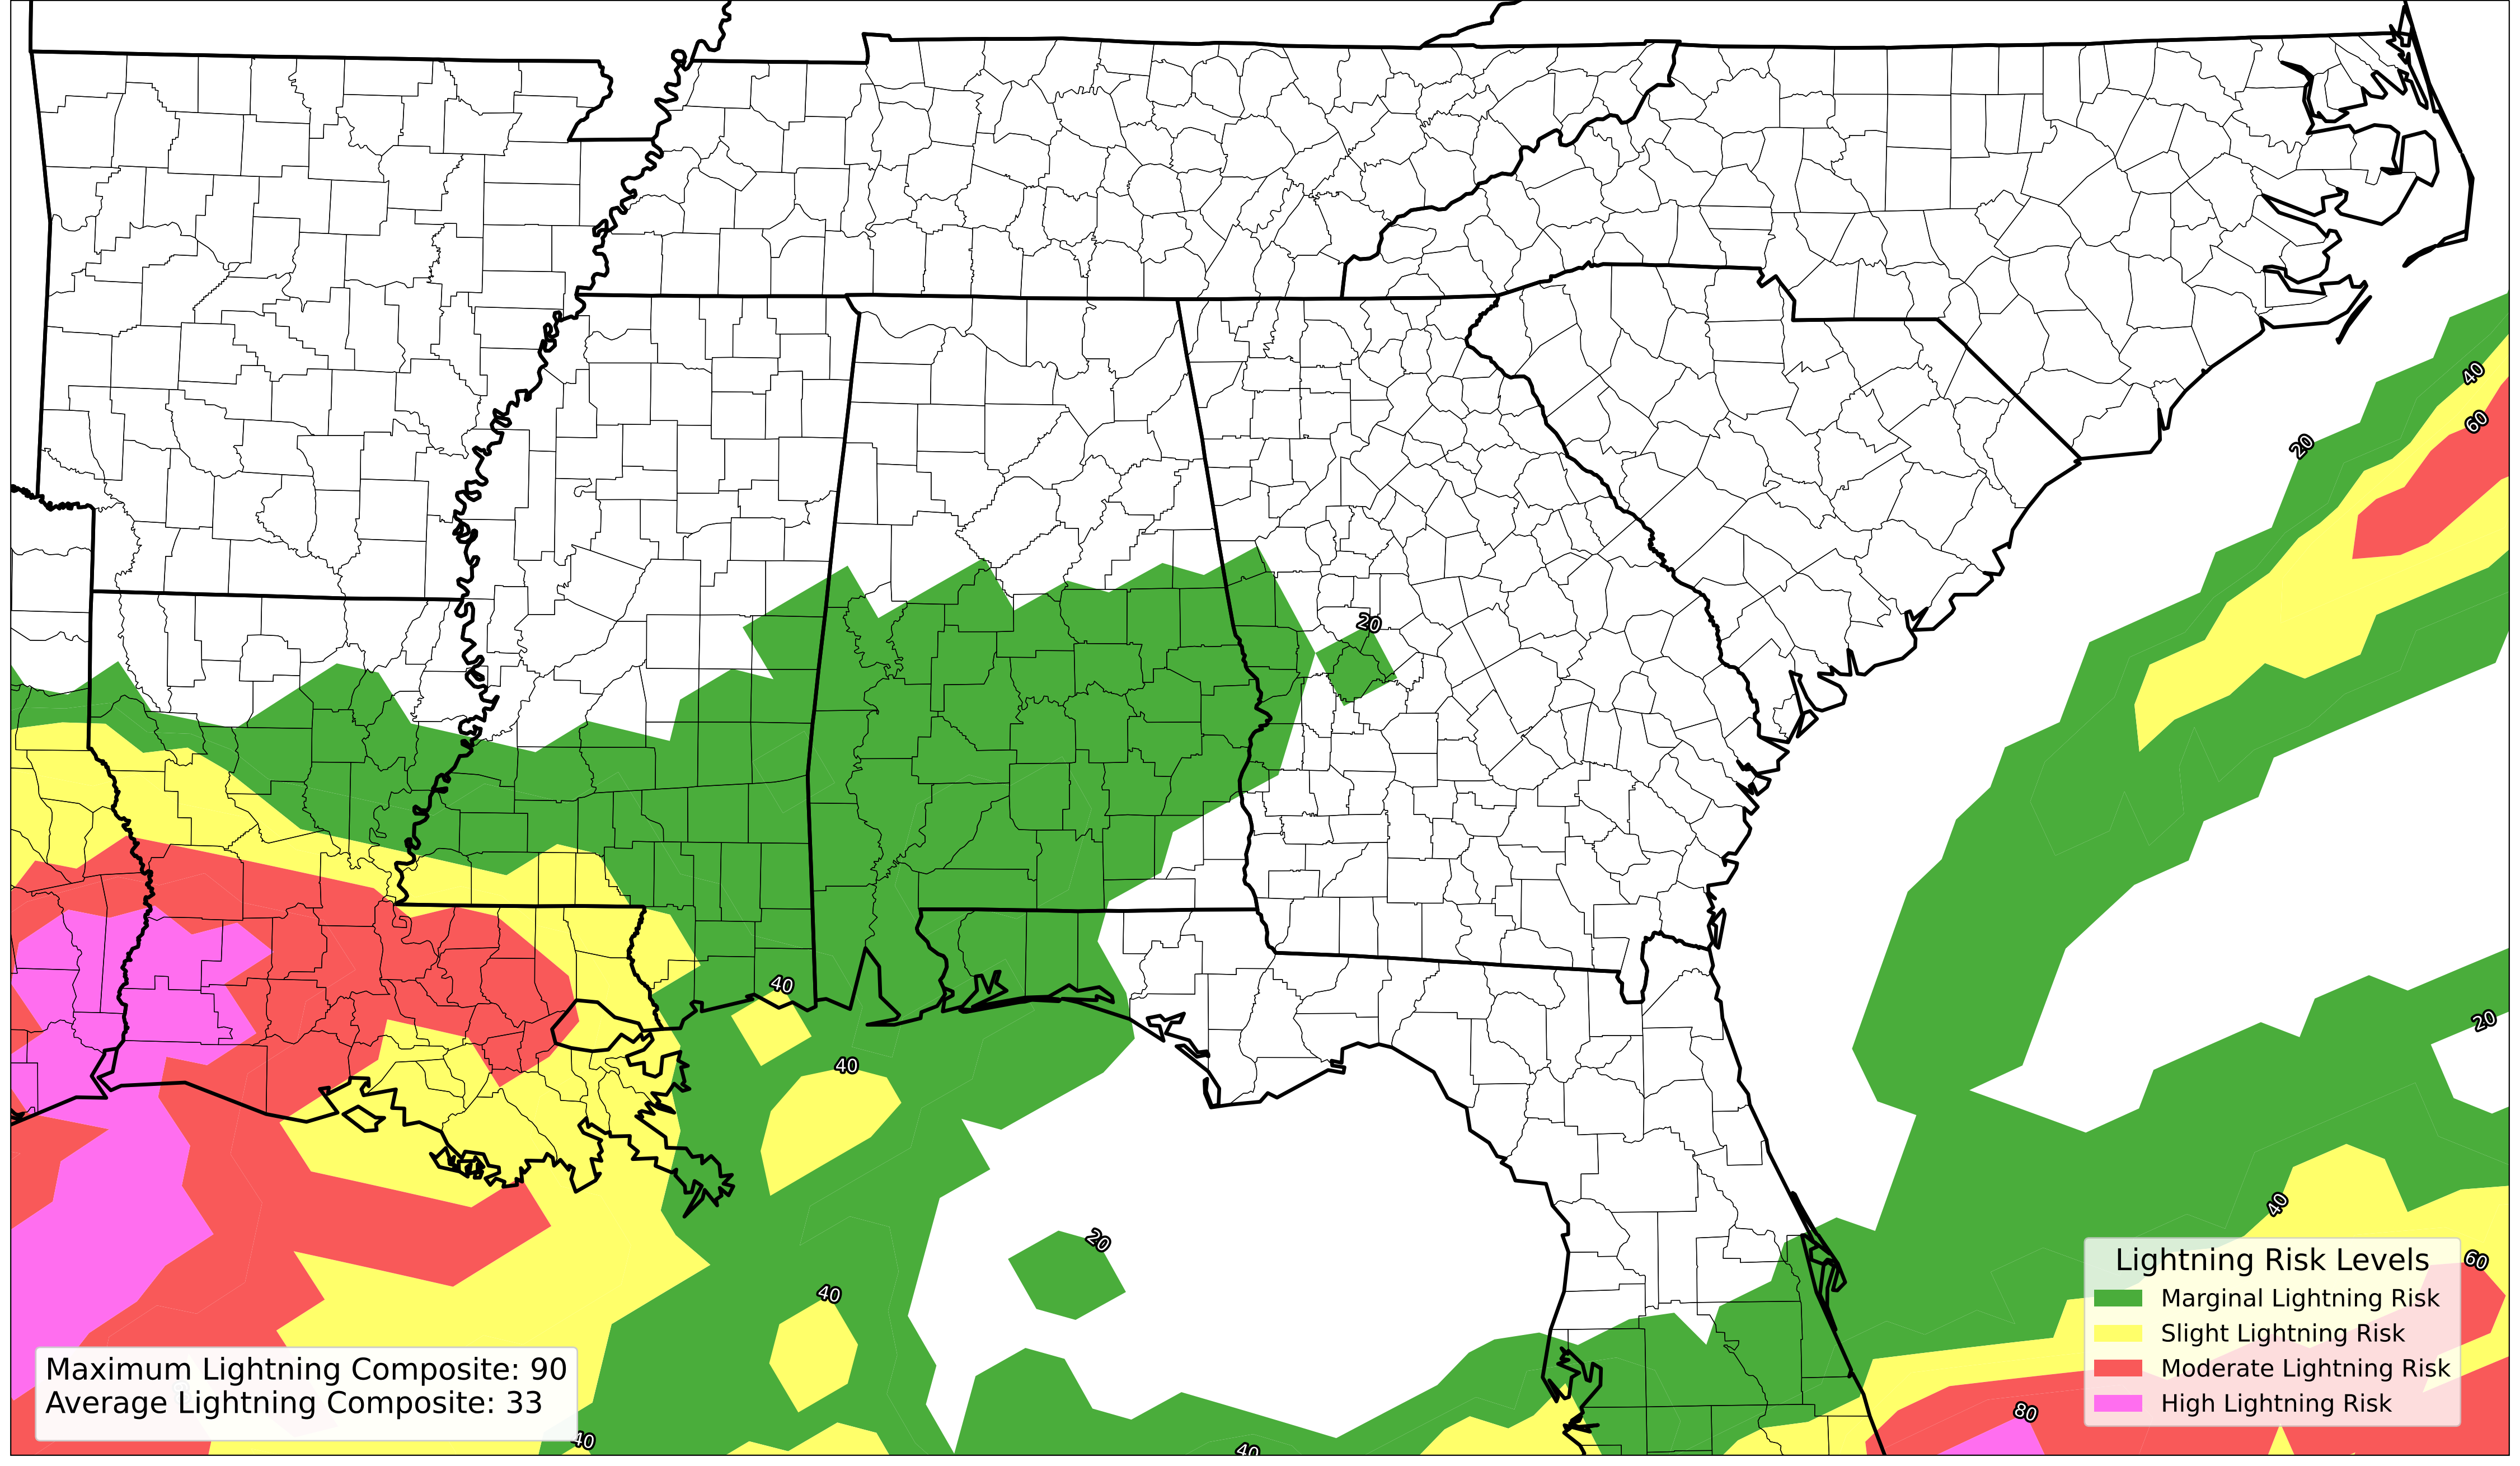 40
60
20
20
40
40
20
20
40
40
60
Lightning Risk Levels
Marginal Lightning Risk
Slight Lightning Risk
Moderate Lightning Risk
High Lightning Risk
Maximum Lightning Composite: 90
Average Lightning Composite: 33
80
40
40